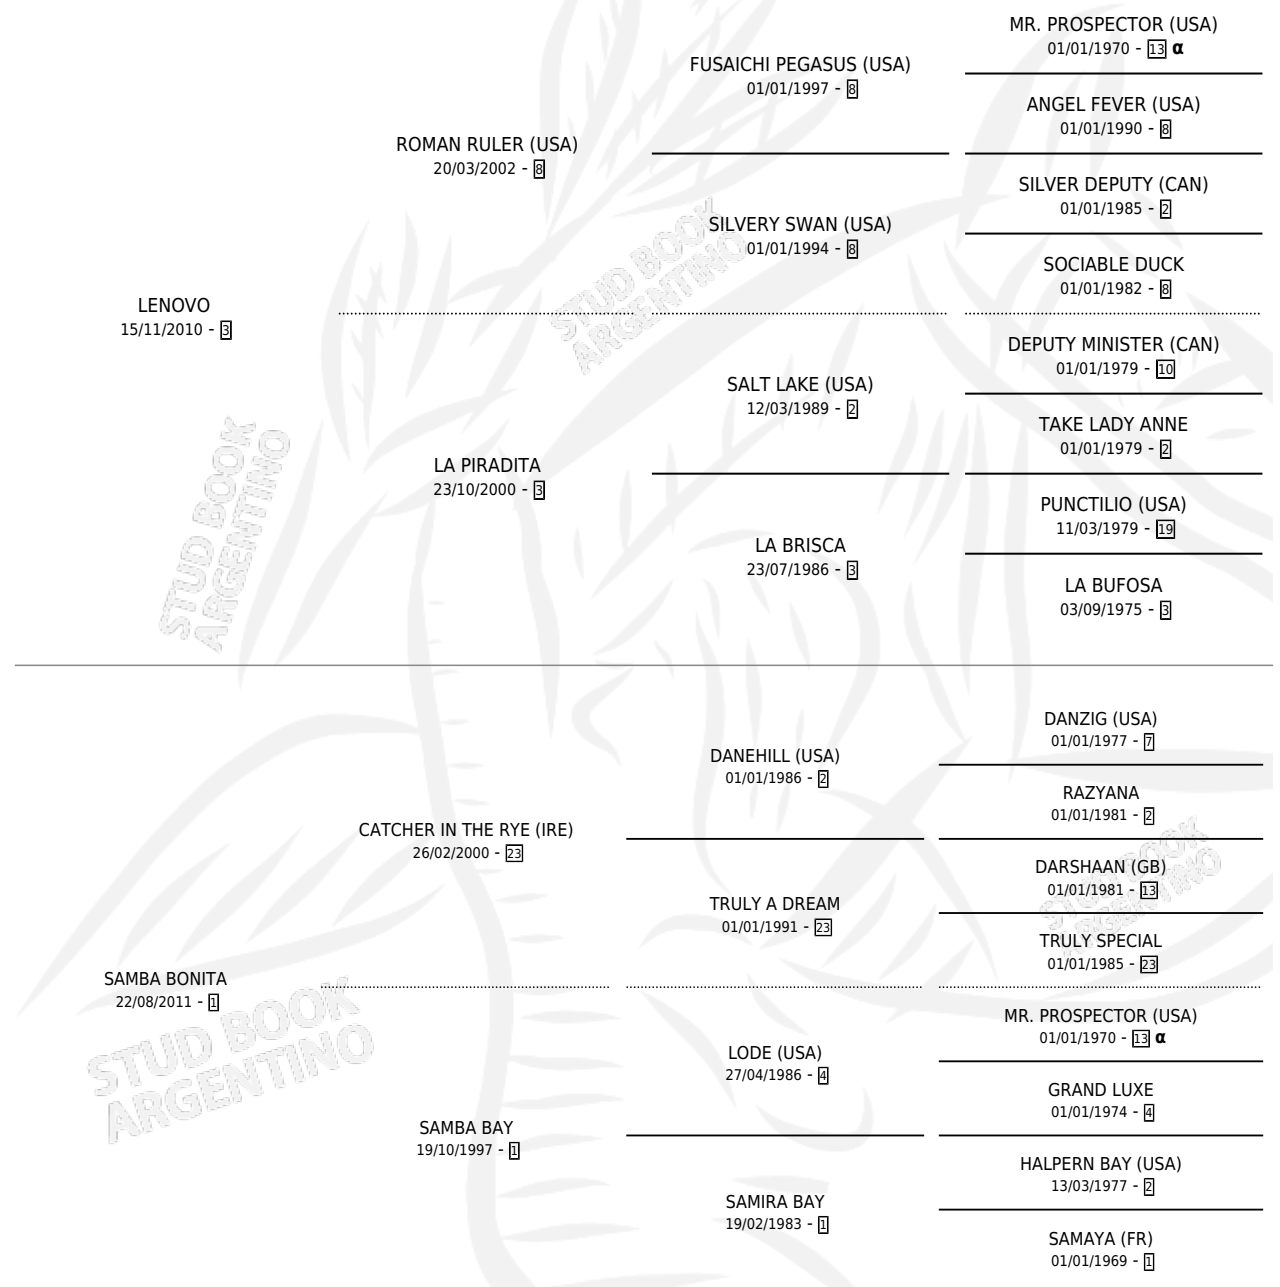 MR. PROSPECTOR (USA)
01/01/1970 - 13 α
FUSAICHI PEGASUS (USA)
01/01/1997 - 8
ANGEL FEVER (USA)
01/01/1990 - 8
ROMAN RULER (USA)
20/03/2002 - 8
SILVER DEPUTY (CAN)
01/01/1985 - 2
SILVERY SWAN (USA)
01/01/1994 - 8
SOCIABLE DUCK
01/01/1982 - 8
LENOVO
15/11/2010 - 3
DEPUTY MINISTER (CAN)
01/01/1979 - 10
SALT LAKE (USA)
12/03/1989 - 2
TAKE LADY ANNE
01/01/1979 - 2
LA PIRADITA
23/10/2000 - 3
PUNCTILIO (USA)
11/03/1979 - 19
LA BRISCA
23/07/1986 - 3
LA BUFOSA
03/09/1975 - 3
STUD BOOK
ARGENTINO
STUD BOOK
ARGENTINO
DANZIG (USA)
01/01/1977 - 7
DANEHILL (USA)
01/01/1986 - 2
RAZYANA
01/01/1981 - 2
CATCHER IN THE RYE (IRE)
26/02/2000 - 23
DARSHAAN (GB)
01/01/1981 - 13
TRULY A DREAM
01/01/1991 - 23
TRULY SPECIAL
01/01/1985 - 23
SAMBA BONITA
22/08/2011 - 1
MR. PROSPECTOR (USA)
01/01/1970 - 13 α
LODE (USA)
27/04/1986 - 4
GRAND LUXE
01/01/1974 - 4
SAMBA BAY
19/10/1997 - 1
HALPERN BAY (USA)
13/03/1977 - 2
SAMIRA BAY
19/02/1983 - 1
SAMAYA (FR)
01/01/1969 - 1
STUD BOOK
ARGENTINO
STUD BOOK
ARGENTINO